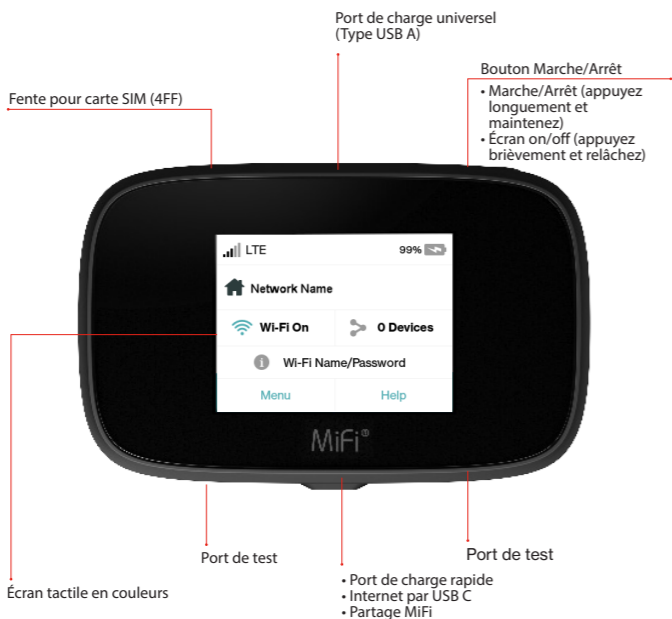 Port de charge universel
(Type USB A)
Bouton Marche/Arrêt
• Marche/Arrêt (appuyez
longuement et
maintenez)
• Écran on/off (appuyez
brièvement et relâchez)
Fente pour carte SIM (4FF)
LTE
99%
Network Name
Wi-Fi On
0 Devices
Wi-Fi Name/Password
Menu
Help
MiFi®
Port de test
Port de test
Écran tactile en couleurs
• Port de charge rapide
• Internet par USB C
• Partage MiFi